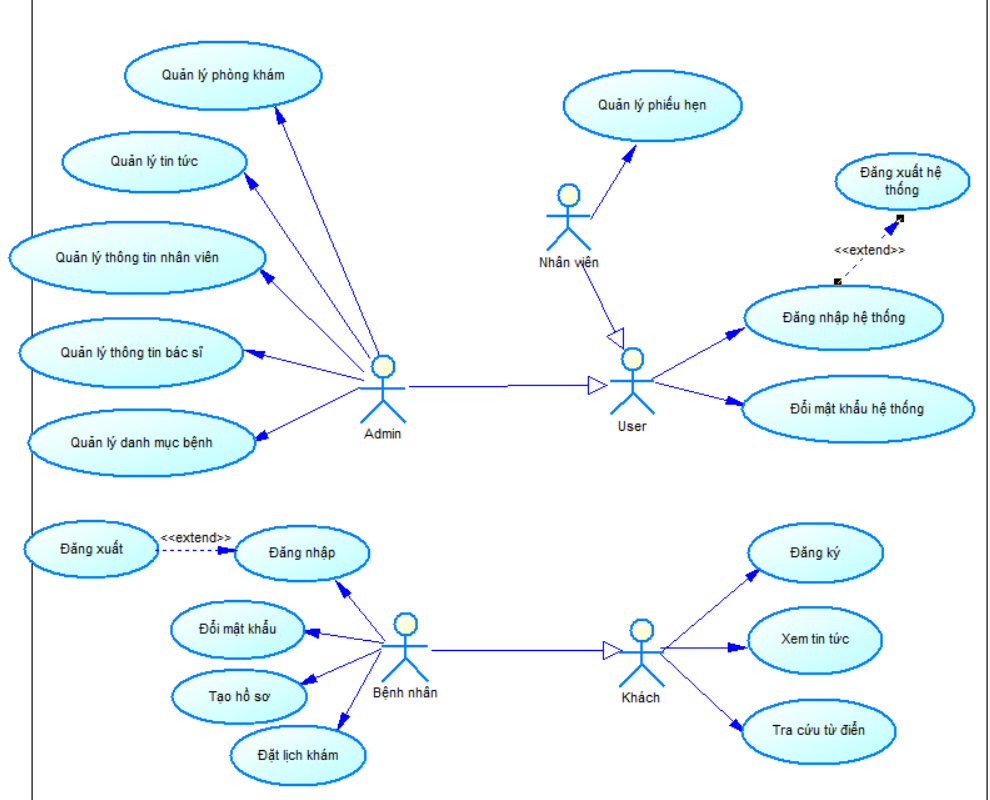 Quản lý phòng khám
Quản lý phiếu hẹn
Quản lý tin tức
Đăng xuất hệ
thống
Nhân viên
<<extend>>
Quản lý thông tin nhân viên
Đăng nhập hệ thống
Quản lý thông tin bác sĩ
Đổi mật khẩu hệ thống
Admin
User
Quản lý danh mục bệnh
Đăng xuất
<<extend>>
Đăng nhập
Đăng ký
Đổi mật khẩu
Xem tin tức
Bệnh nhân
Khách
Tạo hồ sơ
Tra cứu từ điển
Đặt lịch khám